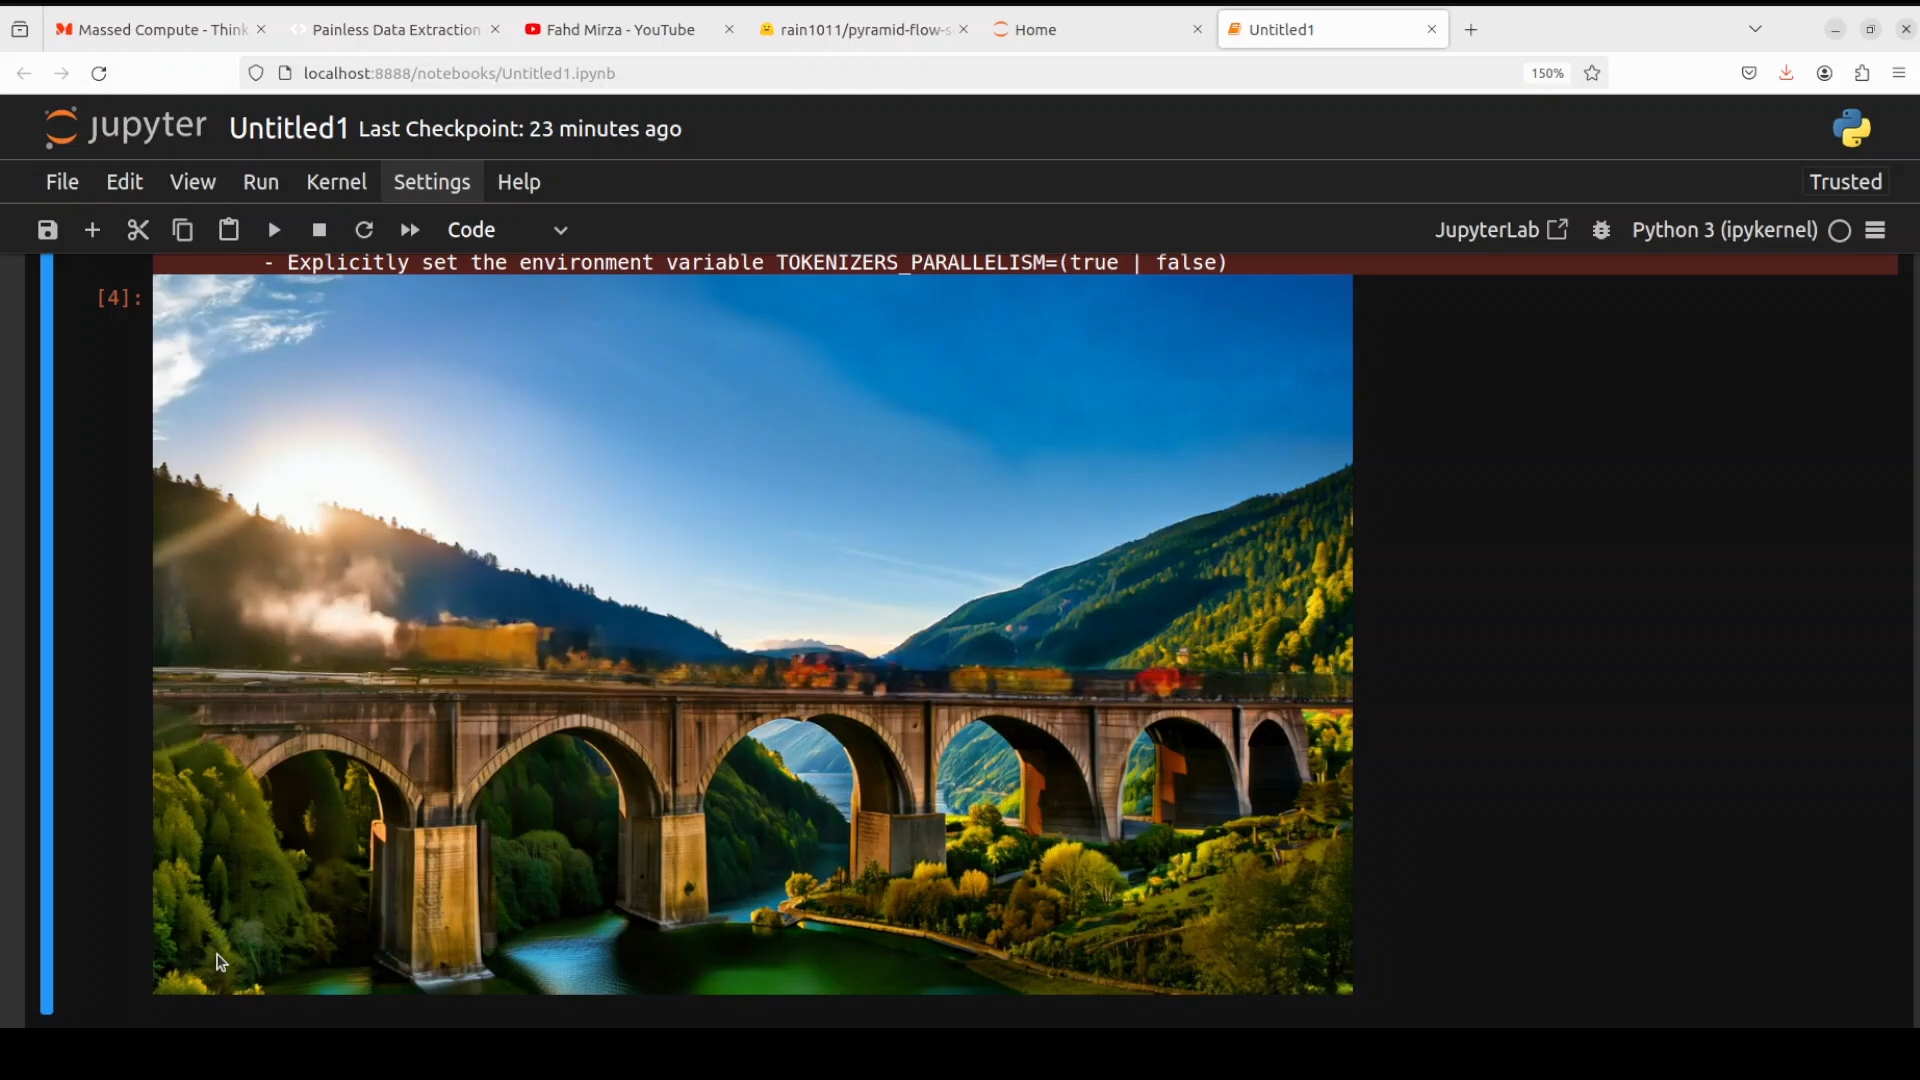 Massed Compute - Think
Painless Data Extraction
Fahd Mirza - YouTube
rain1011/pyramid-flow-s
Home
Untitled1
localhost:8888/notebooks/Untitled1.ipynb
150%
jupyter Untitled1 Last Checkpoint: 23 minutes ago
File Edit View Run Kernel Settings Help
Trusted
Code
JupyterLab
Python 3 (ipykernel)
- Explicitly set the environment variable TOKENIZERS_PARALLELISM=(true | false)
[4]: